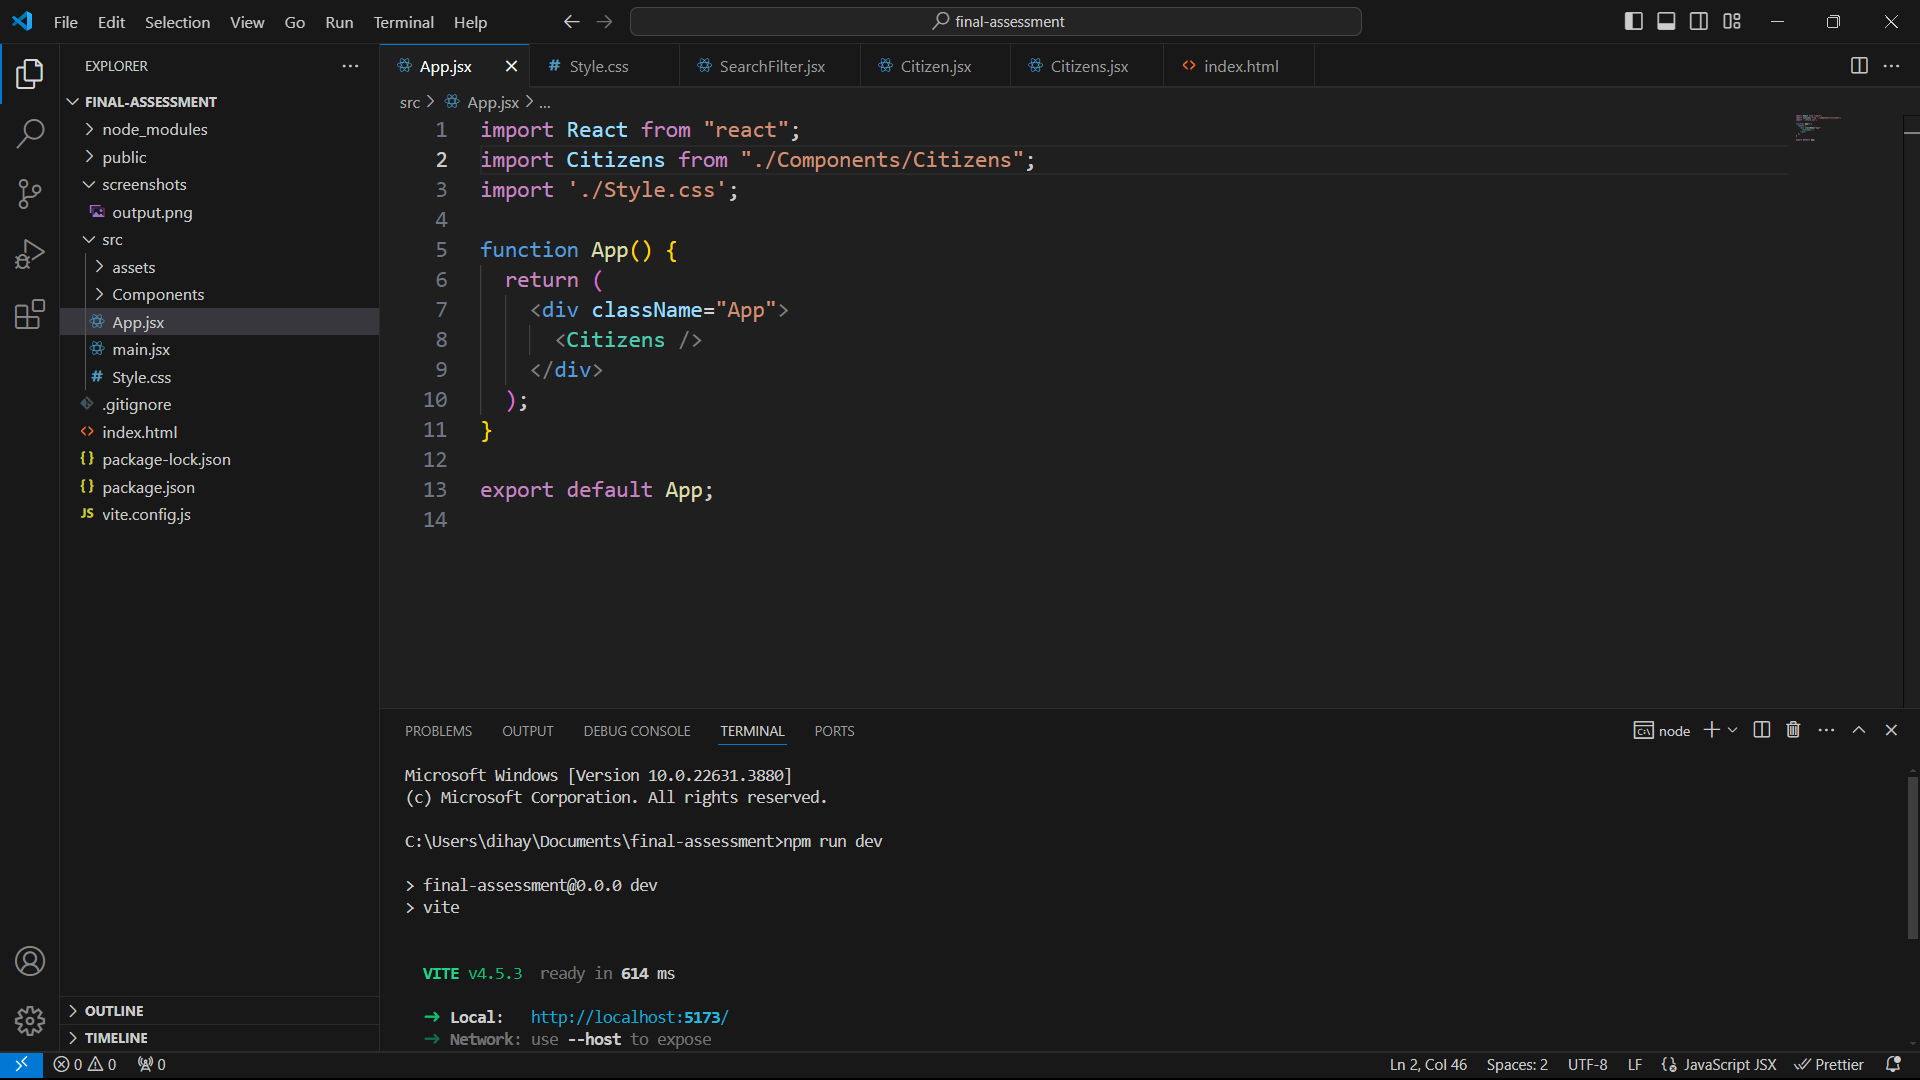 File Edit Selection View Go Run Terminal Help
final-assessment
EXPLORER
FINAL-ASSESSMENT
node_modules
public
screenshots
output.png
src
assets
Components
App.jsx
main.jsx
# Style.css
.gitignore
<> index.html
{} package-lock.json
{} package.json
JS vite.config.js
OUTLINE
TIMELINE
App.jsx
# Style.css
SearchFilter.jsx
Citizen.jsx
Citizens.jsx
<> index.html
src > App.jsx > ...
1 import React from "react";
2 import Citizens from "./Components/Citizens";
3 import './Style.css';
4
5 function App() {
6 return (
7 <div className="App">
8 <Citizens />
9 </div>
10 );
11 }
12
13 export default App;
14
PROBLEMS OUTPUT DEBUG CONSOLE TERMINAL PORTS
node
Microsoft Windows [Version 10.0.22631.3880]
(c) Microsoft Corporation. All rights reserved.
C:\Users\dihay\Documents\final-assessment>npm run dev
> final-assessment@0.0.0 dev
> vite
VITE v4.5.3 ready in 614 ms
➜ Local: http://localhost:5173/
➜ Network: use --host to expose
0 0 0
Ln 2, Col 46 Spaces: 2 UTF-8 LF JavaScript JSX Prettier